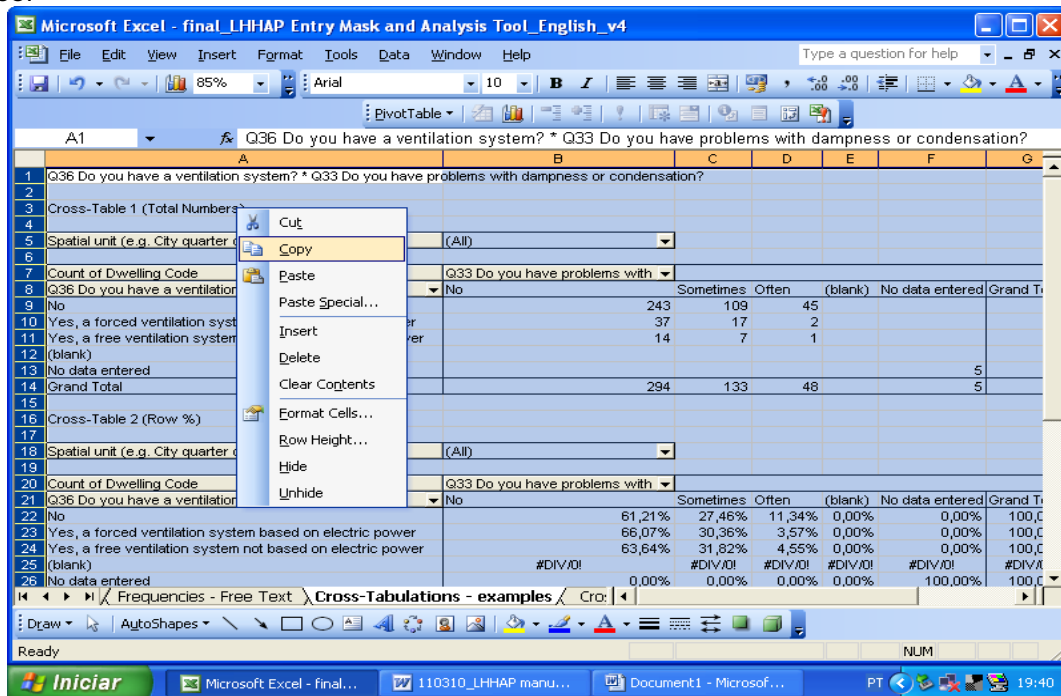 Microsoft Excel - final_LHHAP Entry Mask and Analysis Tool_English_v4
File Edit View Insert Format Tools Data Window Help Type a question for help
85% Arial 10 B I
PivotTable
A1 fx Q36 Do you have a ventilation system? * Q33 Do you have problems with dampness or condensation?
A B C D E F G
1 Q36 Do you have a ventilation system? * Q33 Do you have problems with dampness or condensation?
2
3 Cross-Table 1 (Total Numbers)
4
5 Spatial unit (e.g. City quarter (All)
6
7 Count of Dwelling Code Q33 Do you have problems with
8 Q36 Do you have a ventilation No Sometimes Often (blank) No data entered Grand T
9 No 243 109 45
10 Yes, a forced ventilation syst 37 17 2
11 Yes, a free ventilation system ver 14 7 1
12 (blank)
13 No data entered 5
14 Grand Total 294 133 48 5
15
16 Cross-Table 2 (Row %)
17
18 Spatial unit (e.g. City quarter (All)
19
20 Count of Dwelling Code Q33 Do you have problems with
21 Q36 Do you have a ventilation No Sometimes Often (blank) No data entered Grand T
22 No 61,21% 27,46% 11,34% 0,00% 0,00% 100,0
23 Yes, a forced ventilation system based on electric power 66,07% 30,36% 3,57% 0,00% 0,00% 100,0
24 Yes, a free ventilation system not based on electric power 63,64% 31,82% 4,55% 0,00% 0,00% 100,0
25 (blank) #DIV/0! #DIV/0! #DIV/0! #DIV/0! #DIV/0! #DIV/0
26 No data entered 0,00% 0,00% 0,00% 0,00% 100,00% 100,0
Cut
Copy
Paste
Paste Special...
Insert
Delete
Clear Contents
Format Cells...
Row Height...
Hide
Unhide
Frequencies - Free Text Cross-Tabulations - examples Cro
Draw AutoShapes
Ready NUM
Iniciar Microsoft Excel - final... 110310_LHHAP manu... Document1 - Microsof... PT 19:40